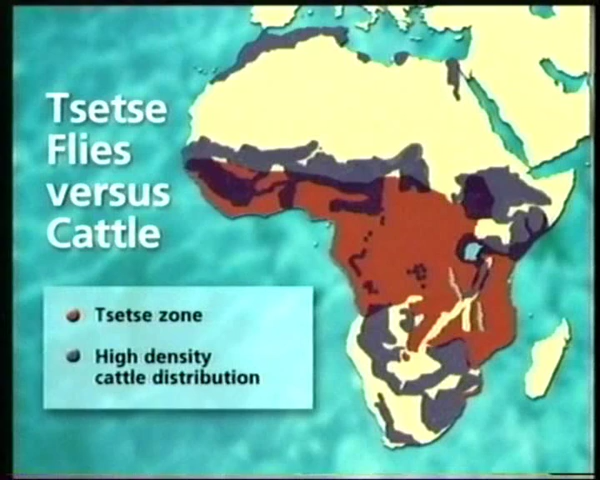 Tsetse
Flies
versus
Cattle
Tsetse zone
High density
cattle distribution